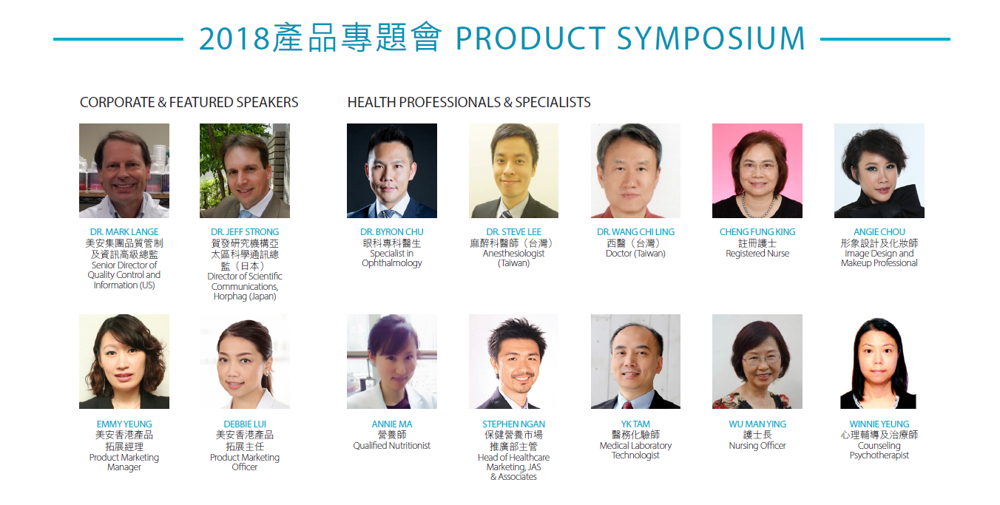 2018產品專題會 PRODUCT SYMPOSIUM
CORPORATE & FEATURED SPEAKERS
HEALTH PROFESSIONALS & SPECIALISTS
DR. MARK LANGE
美安集團品質管制
及資訊高級總監
Senior Director of
Quality Control and
Information (US)
DR. JEFF STRONG
賀發研究機構亞
太區科學通訊總
監（日本）
Director of Scientific
Communications,
Horphag (Japan)
DR. BYRON CHU
眼科專科醫生
Specialist in
Ophthalmology
DR. STEVE LEE
麻醉科醫師（台灣）
Anesthesiologist
(Taiwan)
DR. WANG CHI LING
西醫（台灣）
Doctor (Taiwan)
CHENG FUNG KING
註冊護士
Registered Nurse
ANGIE CHOU
形象設計及化妝師
Image Design and
Makeup Professional
EMMY YEUNG
美安香港產品
拓展經理
Product Marketing
Manager
DEBBIE LUI
美安香港產品
拓展主任
Product Marketing
Officer
ANNIE MA
營養師
Qualified Nutritionist
STEPHEN NGAN
保健營養市場
推廣部主管
Head of Healthcare
Marketing, JAS
& Associates
YK TAM
醫務化驗師
Medical Laboratory
Technologist
WU MAN YING
護士長
Nursing Officer
WINNIE YEUNG
心理輔導及治療師
Counseling
Psychotherapist